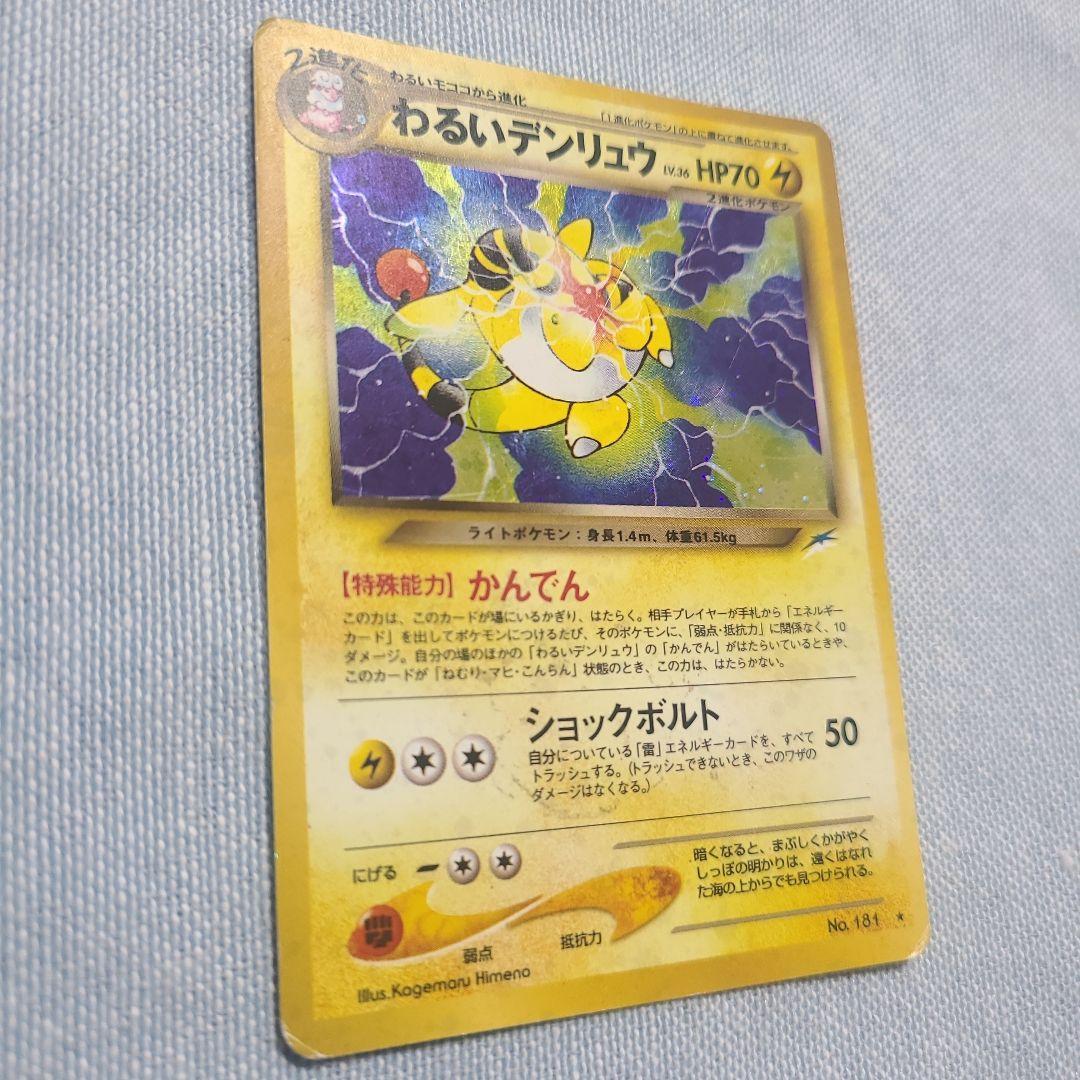 2進化
わるいモココから進化
「1進化ポケモン」の上に重ねて進化させます。
わるいデンリュウ LV.36 HP70
2進化ポケモン
ライトポケモン：身長1.4m、体重61.5kg
【特殊能力】かんでん
この力は、このカードが場にいるかぎり、はたらく。相手プレイヤーが手札から「エネルギー
カード」を出してポケモンにつけるたび、そのポケモンに、「弱点・抵抗力」に関係なく、10
ダメージ。自分の場のほかの「わるいデンリュウ」の「かんでん」がはたらいているときや、
このカードが「ねむり・マヒ・こんらん」状態のとき、この力は、はたらかない。
ショックボルト 50
自分についている「雷」エネルギーカードを、すべて
トラッシュする。（トラッシュできないとき、このワザの
ダメージはなくなる。）
にげる
弱点
抵抗力
暗くなると、まぶしくかがやく
しっぽの明かりは、遠くはなれ
た海の上からでも見つけられる。
No. 181 ★
Illus.Kagemaru Himeno